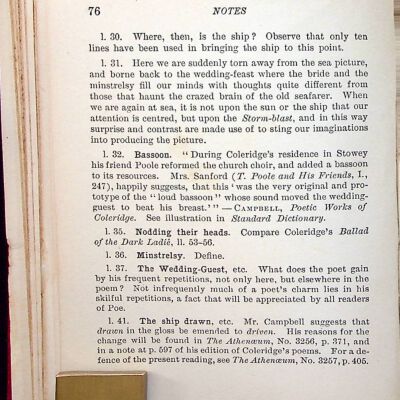 76 NOTES
l. 30. Where, then, is the ship? Observe that only ten
lines have been used in bringing the ship to this point.
l. 31. Here we are suddenly torn away from the sea picture,
and borne back to the wedding-feast where the bride and the
minstrelsy fill our minds with thoughts quite different from
those that haunt the crazed brain of the old seafarer. When
we are again at sea, it is not upon the sun or the ship that our
attention is centred, but upon the Storm-blast, and in this way
surprise and contrast are made use of to sting our imaginations
into producing the picture.
l. 32. Bassoon. "During Coleridge's residence in Stowey
his friend Poole reformed the church choir, and added a bassoon
to its resources. Mrs. Sanford (T. Poole and His Friends, I.,
247), happily suggests, that this 'was the very original and pro-
totype of the "loud bassoon" whose sound moved the wedding-
guest to beat his breast.'"—CAMPBELL, Poetic Works of
Coleridge. See illustration in Standard Dictionary.
l. 35. Nodding their heads. Compare Coleridge's Ballad
of the Dark Ladié, ll. 53-56.
l. 36. Minstrelsy. Define.
l. 37. The Wedding-Guest, etc. What does the poet gain
by his frequent repetitions, not only here, but elsewhere in the
poem? Not infrequently much of a poet's charm lies in his
skilful repetitions, a fact that will be appreciated by all readers
of Poe.
l. 41. The ship drawn, etc. Mr. Campbell suggests that
drawn in the gloss be emended to driven. His reasons for the
change will be found in The Athenæum, No. 3256, p. 371, and
in a note at p. 597 of his edition of Coleridge's poems. For a de-
fence of the present reading, see The Athenæum, No. 3257, p. 405.